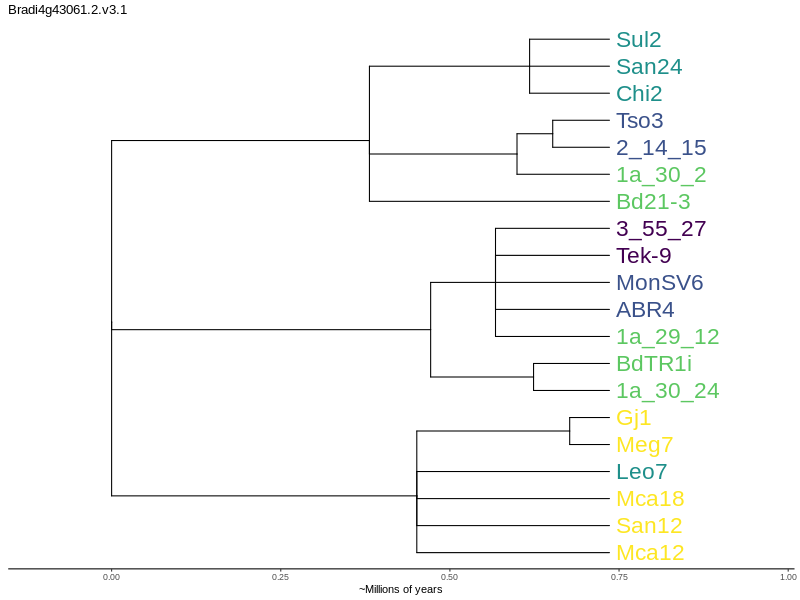 Bradi4g43061.2.v3.1
Sul2
San24
Chi2
Tso3
2_14_15
1a_30_2
Bd21-3
3_55_27
Tek-9
MonSV6
ABR4
1a_29_12
BdTR1i
1a_30_24
Gj1
Meg7
Leo7
Mca18
San12
Mca12
0.00 0.25 0.50 0.75 1.00
~Millions of years